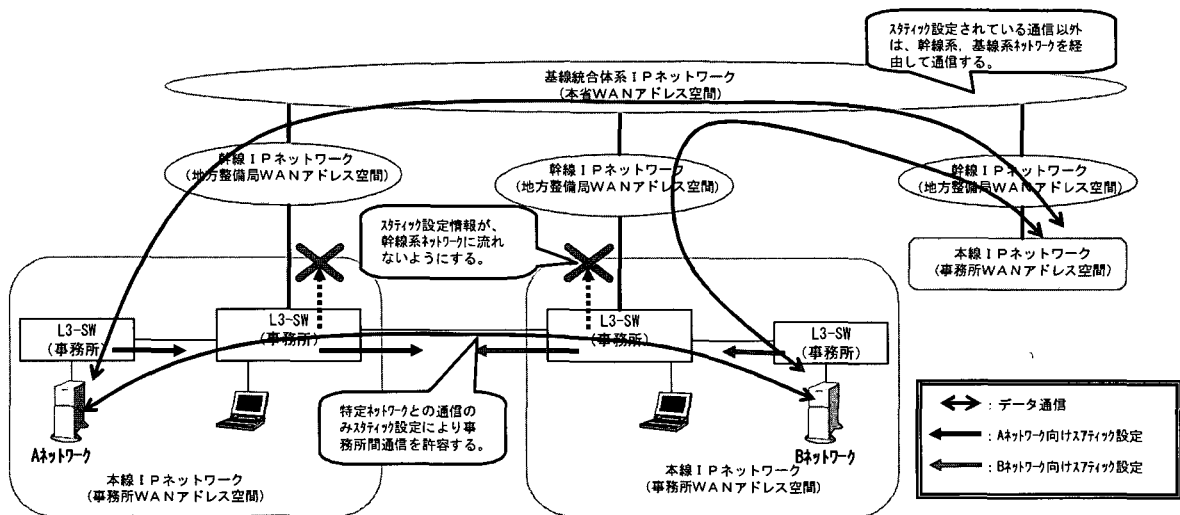 スタティック設定されている通信以外
は、幹線系、基線系ネットワークを経
由して通信する。
基線統合体系IPネットワーク
(本省WANアドレス空間)
幹線IPネットワーク
(地方整備局WANアドレス空間)
幹線IPネットワーク
(地方整備局WANアドレス空間)
幹線IPネットワーク
(地方整備局WANアドレス空間)
スタティック設定情報が、
幹線系ネットワークに流れ
ないようにする。
本線IPネットワーク
(事務所WANアドレス空間)
L3-SW
(事務所)
L3-SW
(事務所)
L3-SW
(事務所)
L3-SW
(事務所)
特定ネットワークとの通信の
みスタティック設定により事
務所間通信を許容する。
Aネットワーク
Bネットワーク
本線IPネットワーク
(事務所WANアドレス空間)
本線IPネットワーク
(事務所WANアドレス空間)
:データ通信
:Aネットワーク向けスタティック設定
:Bネットワーク向けスタティック設定